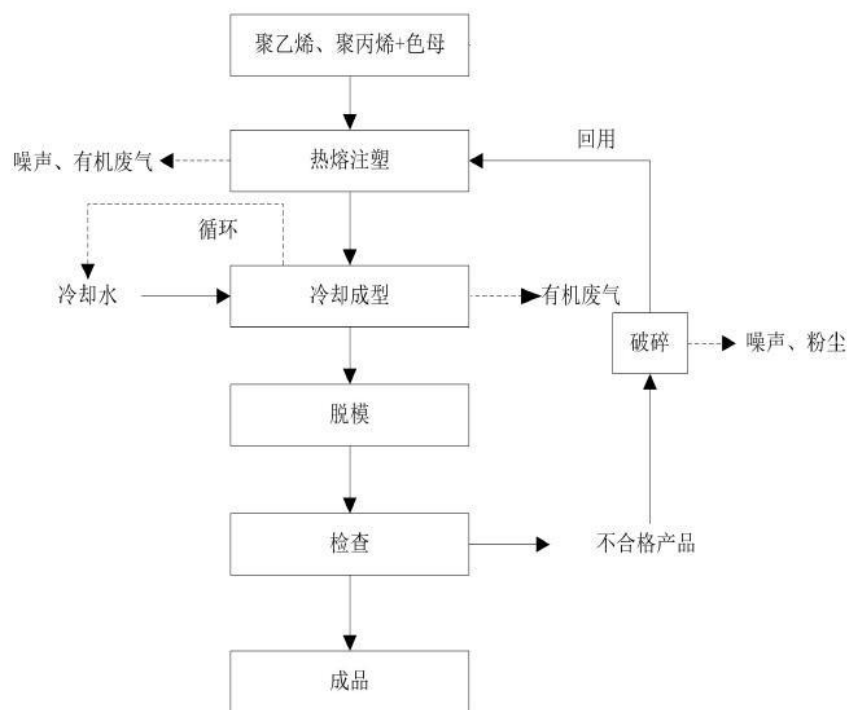 聚乙烯、聚丙烯+色母
回用
噪声、有机废气
热熔注塑
循环
冷却水
冷却成型
有机废气
破碎
噪声、粉尘
脱模
检查
不合格产品
成品